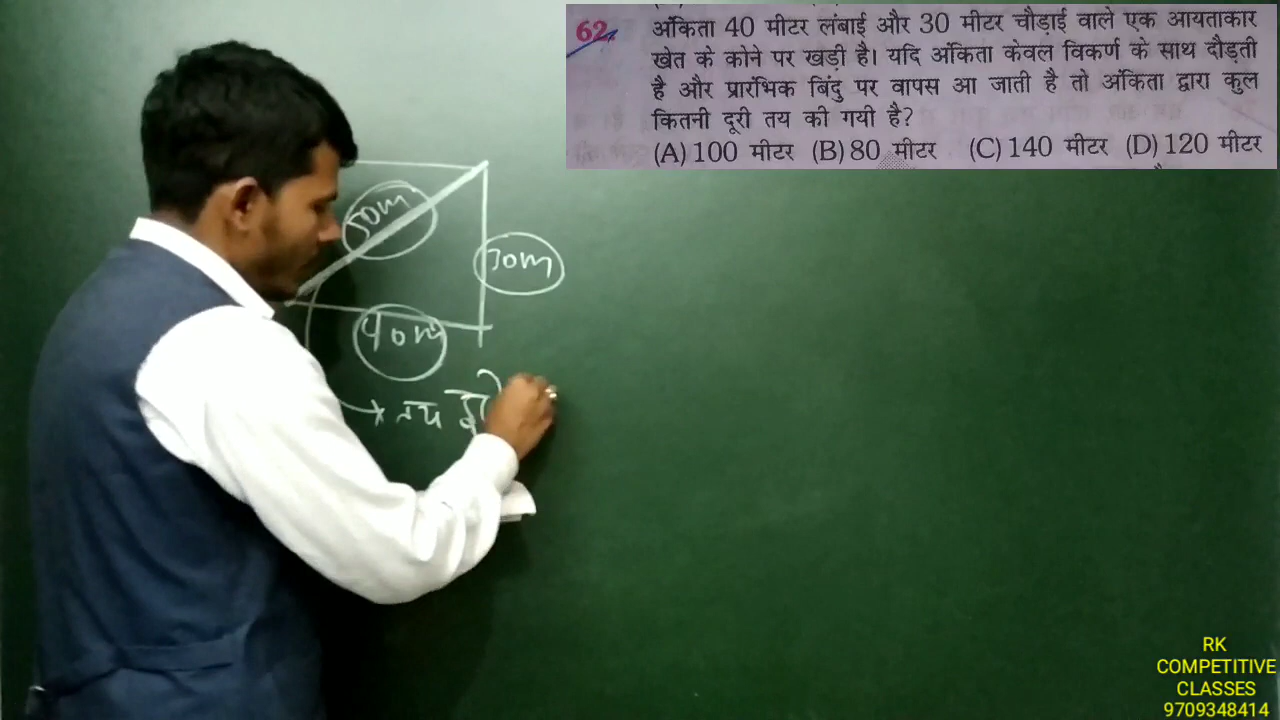 62.
अंकिता 40 मीटर लंबाई और 30 मीटर चौड़ाई वाले एक आयताकार
खेत के कोने पर खड़ी है। यदि अंकिता केवल विकर्ण के साथ दौड़ती
है और प्रारंभिक बिंदु पर वापस आ जाती है तो अंकिता द्वारा कुल
कितनी दूरी तय की गयी है?
(A) 100 मीटर (B) 80 मीटर (C) 140 मीटर (D) 120 मीटर
50m
30m
40m
तय
RK
COMPETITIVE
CLASSES
9709348414